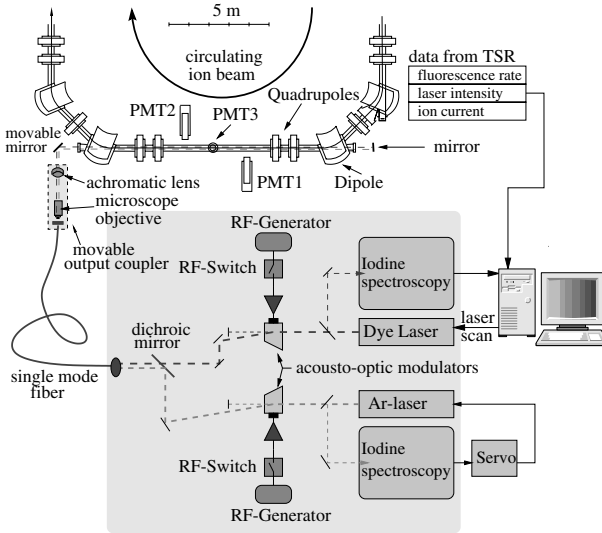 5 m
circulating
ion beam
data from TSR
fluorescence rate
laser intensity
ion current
PMT2
PMT3
Quadrupoles
movable
mirror
mirror
PMT1
Dipole
achromatic lens
microscope
objective
movable
output coupler
RF-Generator
RF-Switch
Iodine
spectroscopy
dichroic
mirror
Dye Laser
laser
scan
single mode
fiber
acousto-optic modulators
Ar-laser
RF-Switch
Iodine
spectroscopy
Servo
RF-Generator